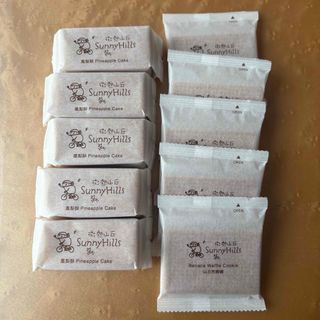 微熱山丘
SunnyHills
鳳梨酥 Pineapple Cake
微熱山丘
SunnyHills
鳳梨酥 Pineapple Cake
微熱山丘
SunnyHills
鳳梨酥 Pineapple Cake
微熱山丘
SunnyHills
鳳梨酥 Pineapple Cake
微熱山丘
SunnyHills
鳳梨酥 Pineapple Cake
OPEN
OPEN
OPEN
OPEN
微熱山丘
SunnyHills
Banana Waffle Cookie